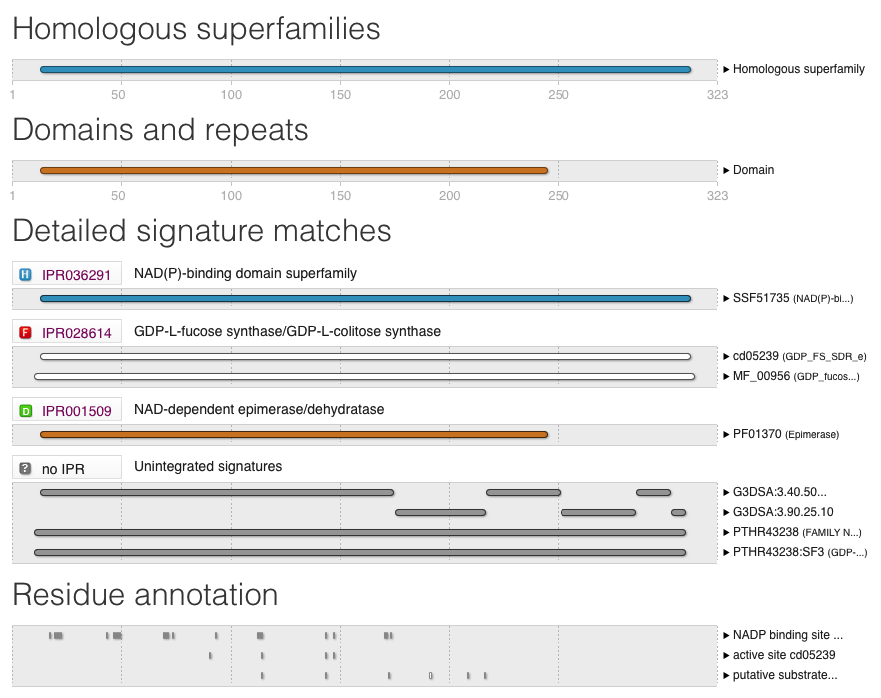 Homologous superfamilies
Homologous superfamily
1 50 100 150 200 250 323
Domains and repeats
Domain
1 50 100 150 200 250 323
Detailed signature matches
H IPR036291 NAD(P)-binding domain superfamily
SSF51735 (NAD(P)-bi...)
F IPR028614 GDP-L-fucose synthase/GDP-L-colitose synthase
cd05239 (GDP_FS_SDR_e)
MF_00956 (GDP_fucos...)
D IPR001509 NAD-dependent epimerase/dehydratase
PF01370 (Epimerase)
? no IPR Unintegrated signatures
G3DSA:3.40.50...
G3DSA:3.90.25.10
PTHR43238 (FAMILY N...)
PTHR43238:SF3 (GDP-...)
Residue annotation
NADP binding site ...
active site cd05239
putative substrate...